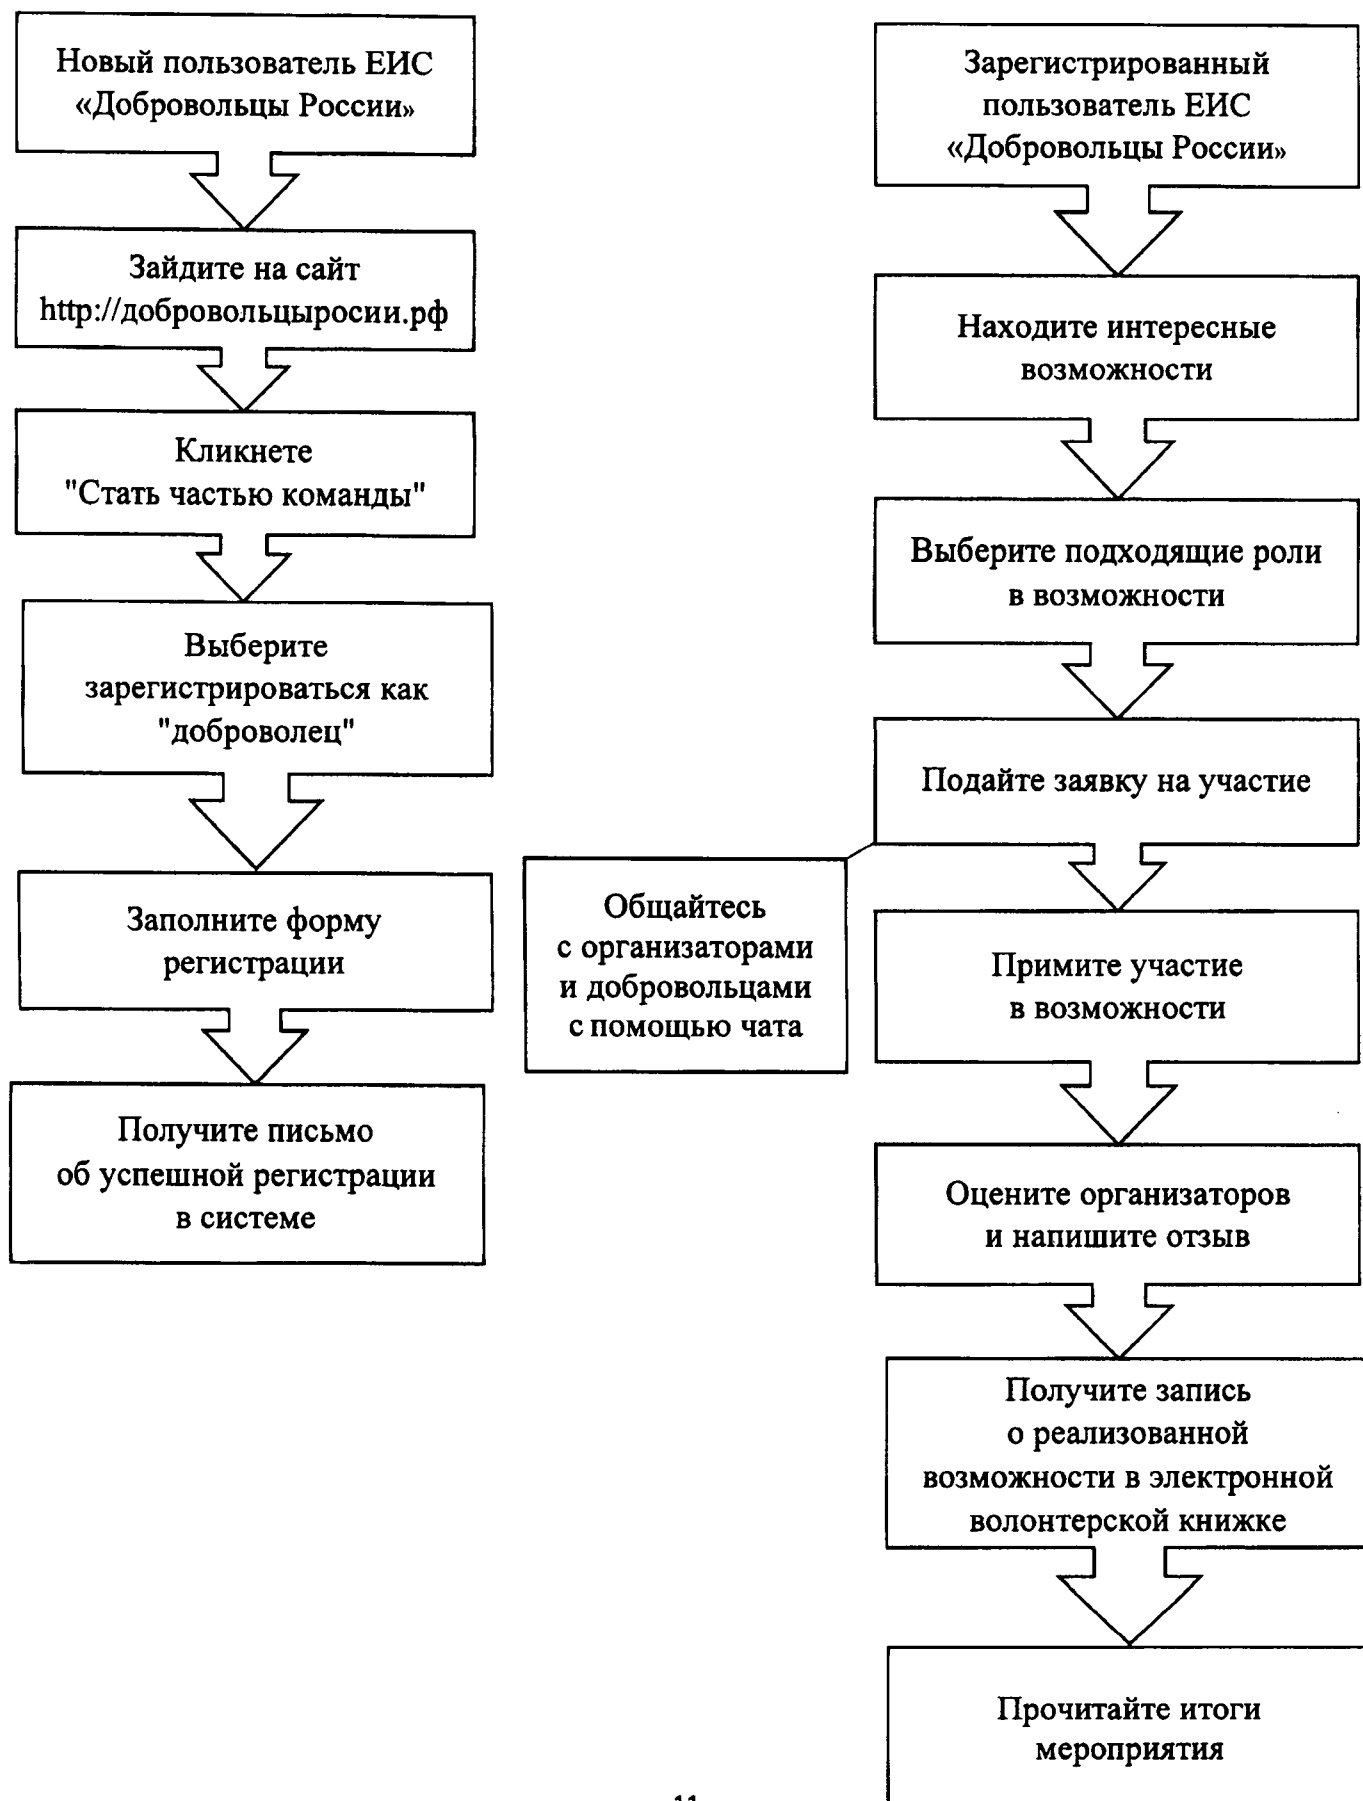 Новый пользователь ЕИС
«Добровольцы России»
Зайдите на сайт
http://добровольцыросии.рф
Кликнете
"Стать частью команды"
Выберите
зарегистрироваться как
"доброволец"
Заполните форму
регистрации
Получите письмо
об успешной регистрации
в системе
Зарегистрированный
пользователь ЕИС
«Добровольцы России»
Находите интересные
возможности
Выберите подходящие роли
в возможности
Подайте заявку на участие
Общайтесь
с организаторами
и добровольцами
с помощью чата
Примите участие
в возможности
Оцените организаторов
и напишите отзыв
Получите запись
о реализованной
возможности в электронной
волонтерской книжке
Прочитайте итоги
мероприятия